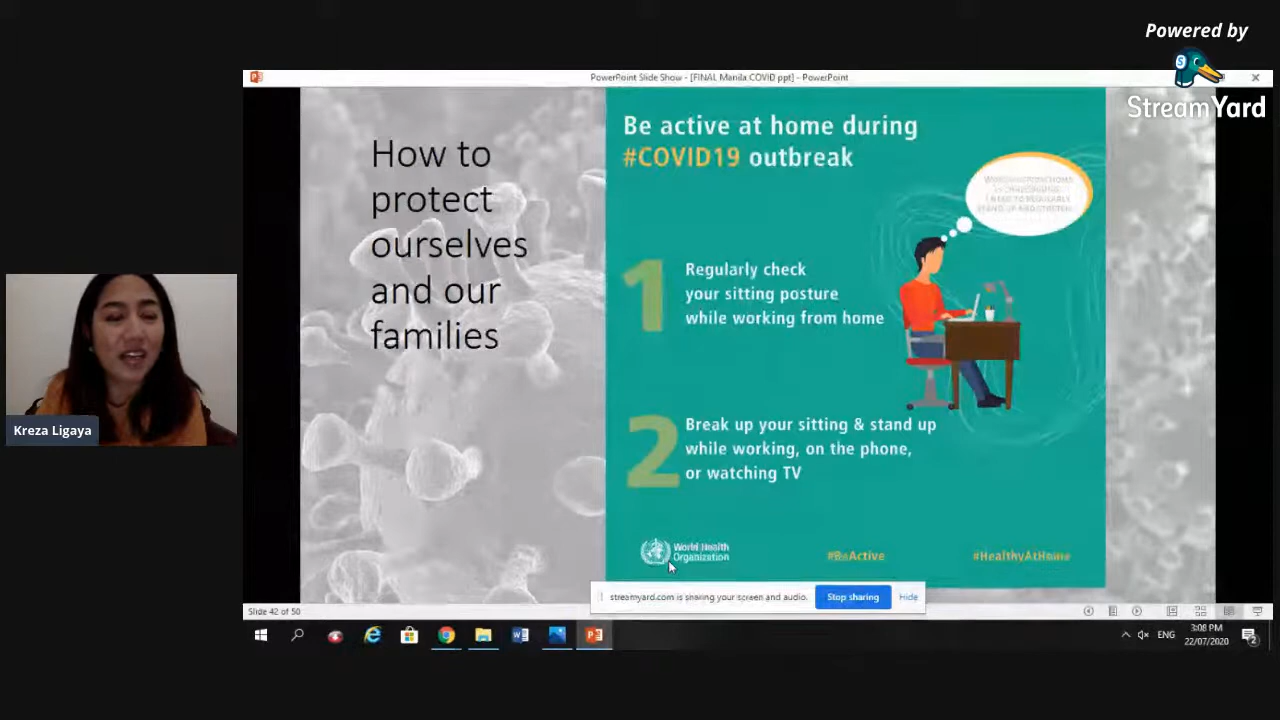 Powered by
StreamYard
PowerPoint Slide Show - [FINAL Manila COVID ppt] - PowerPoint
How to
protect
ourselves
and our
families
Be active at home during
#COVID19 outbreak
I NEED TO REGULARLY
1 Regularly check
your sitting posture
while working from home
2 Break up your sitting & stand up
while working, on the phone,
or watching TV
World Health
Organization
#BeActive
#HealthyAtHome
Kreza Ligaya
streamyard.com is sharing your screen and audio.
Stop sharing
Hide
Slide 42 of 50
ENG
3:08 PM
22/07/2020
2